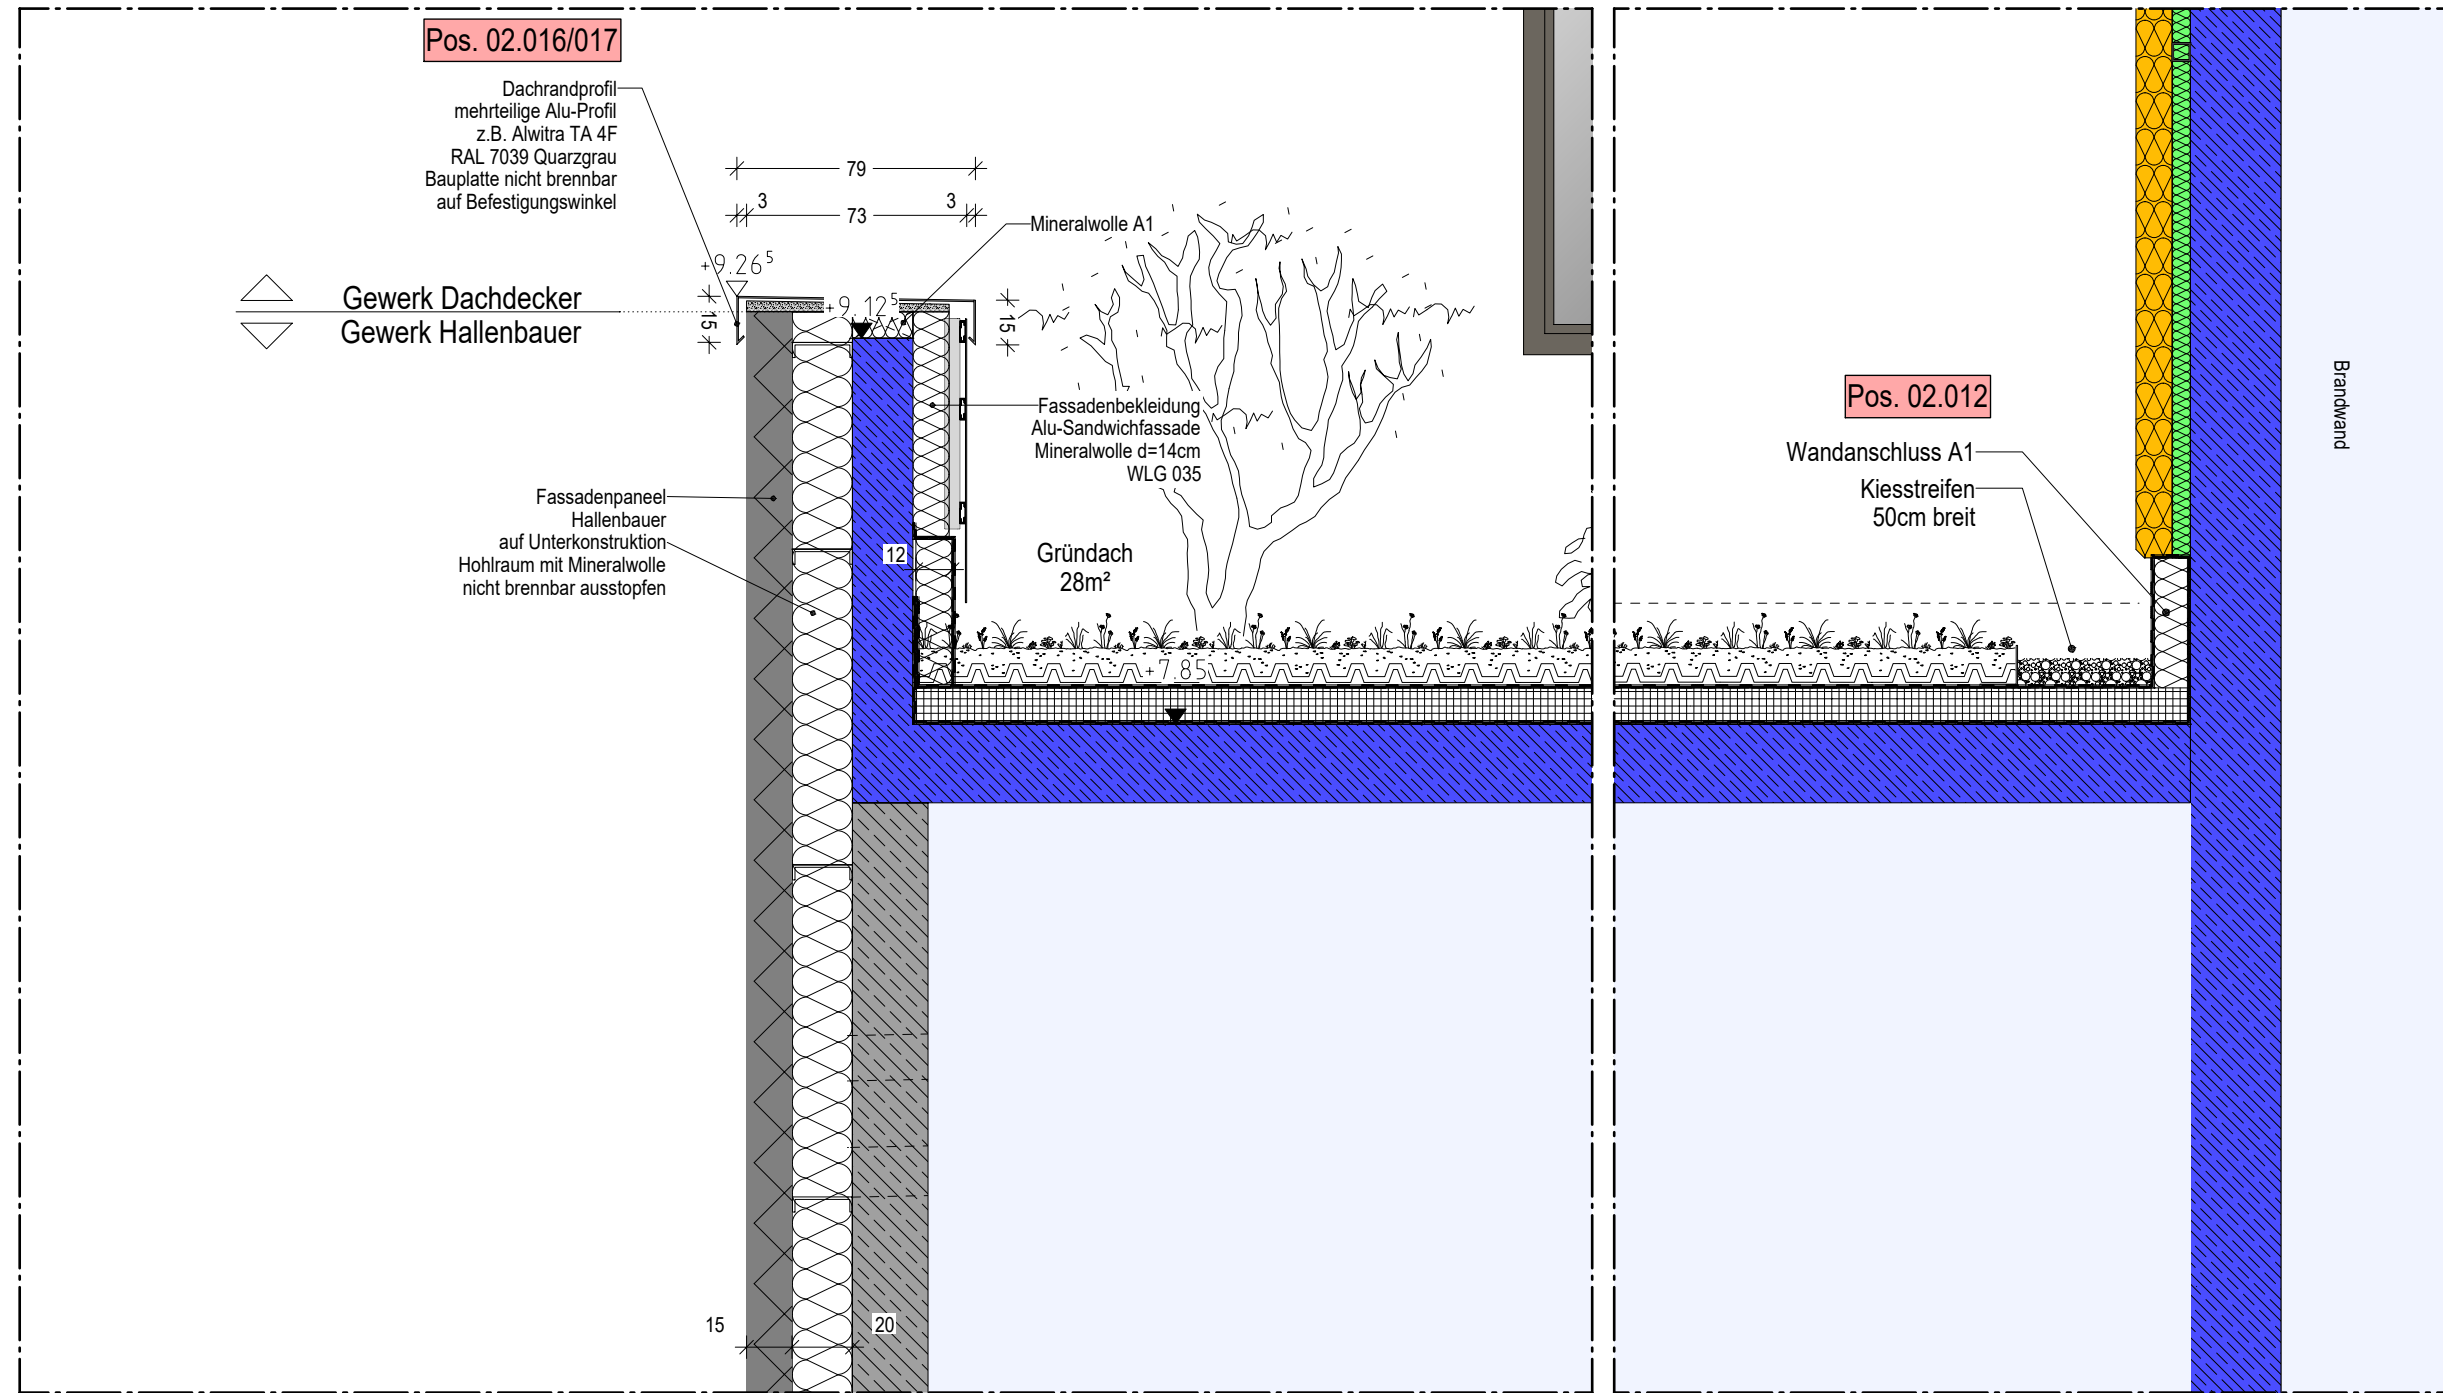 Pos. 02.016/017
Dachrandprofil
mehrteilige Alu-Profil
z.B. Alwitra TA 4F
RAL 7039 Quarzgrau
Bauplatte nicht brennbar
auf Befestigungswinkel
79
3
73
3
Mineralwolle A1
+9.26⁵
Gewerk Dachdecker
Gewerk Hallenbauer
15
+9.12⁵
15
Fassadenbekleidung
Alu-Sandwichfassade
Mineralwolle d=14cm
WLG 035
Fassadenpaneel
Hallenbauer
auf Unterkonstruktion
Hohlraum mit Mineralwolle
nicht brennbar ausstopfen
12
Gründach
28m²
+7.85
Pos. 02.012
Wandanschluss A1
Kiesstreifen
50cm breit
Brandwand
15
20